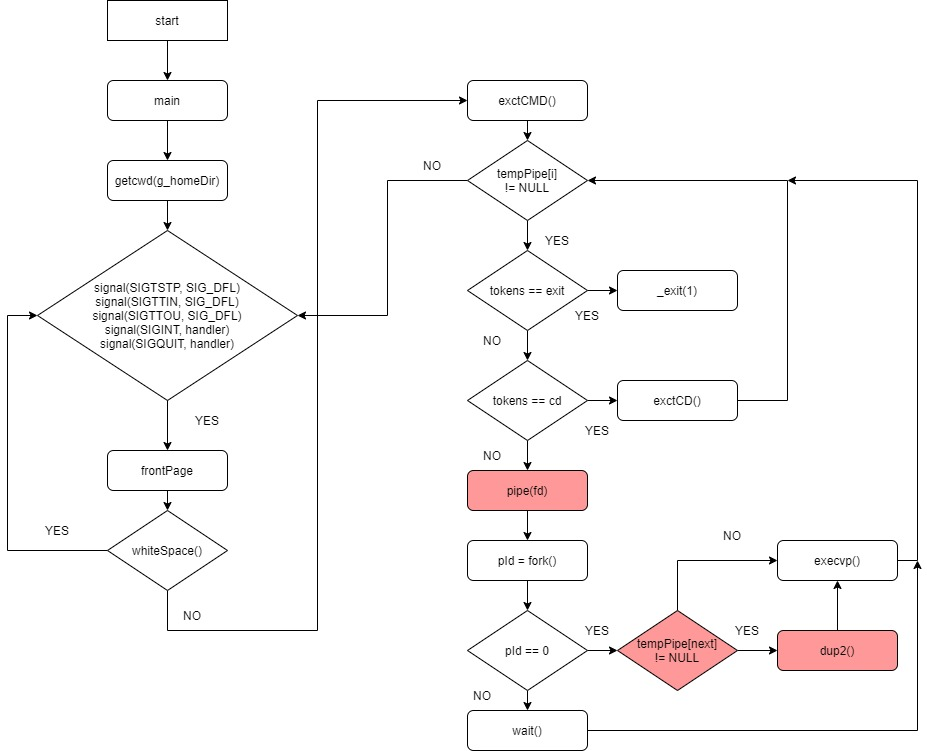 start
main
getcwd(g_homeDir)
signal(SIGTSTP, SIG_DFL)
signal(SIGTTIN, SIG_DFL)
signal(SIGTTOU, SIG_DFL)
signal(SIGINT, handler)
signal(SIGQUIT, handler)
YES
frontPage
whiteSpace()
YES
NO
exctCMD()
tempPipe[i]
!= NULL
NO
YES
tokens == exit
YES
_exit(1)
NO
tokens == cd
YES
exctCD()
NO
pipe(fd)
pId = fork()
pId == 0
YES
tempPipe[next]
!= NULL
NO
execvp()
YES
dup2()
NO
wait()